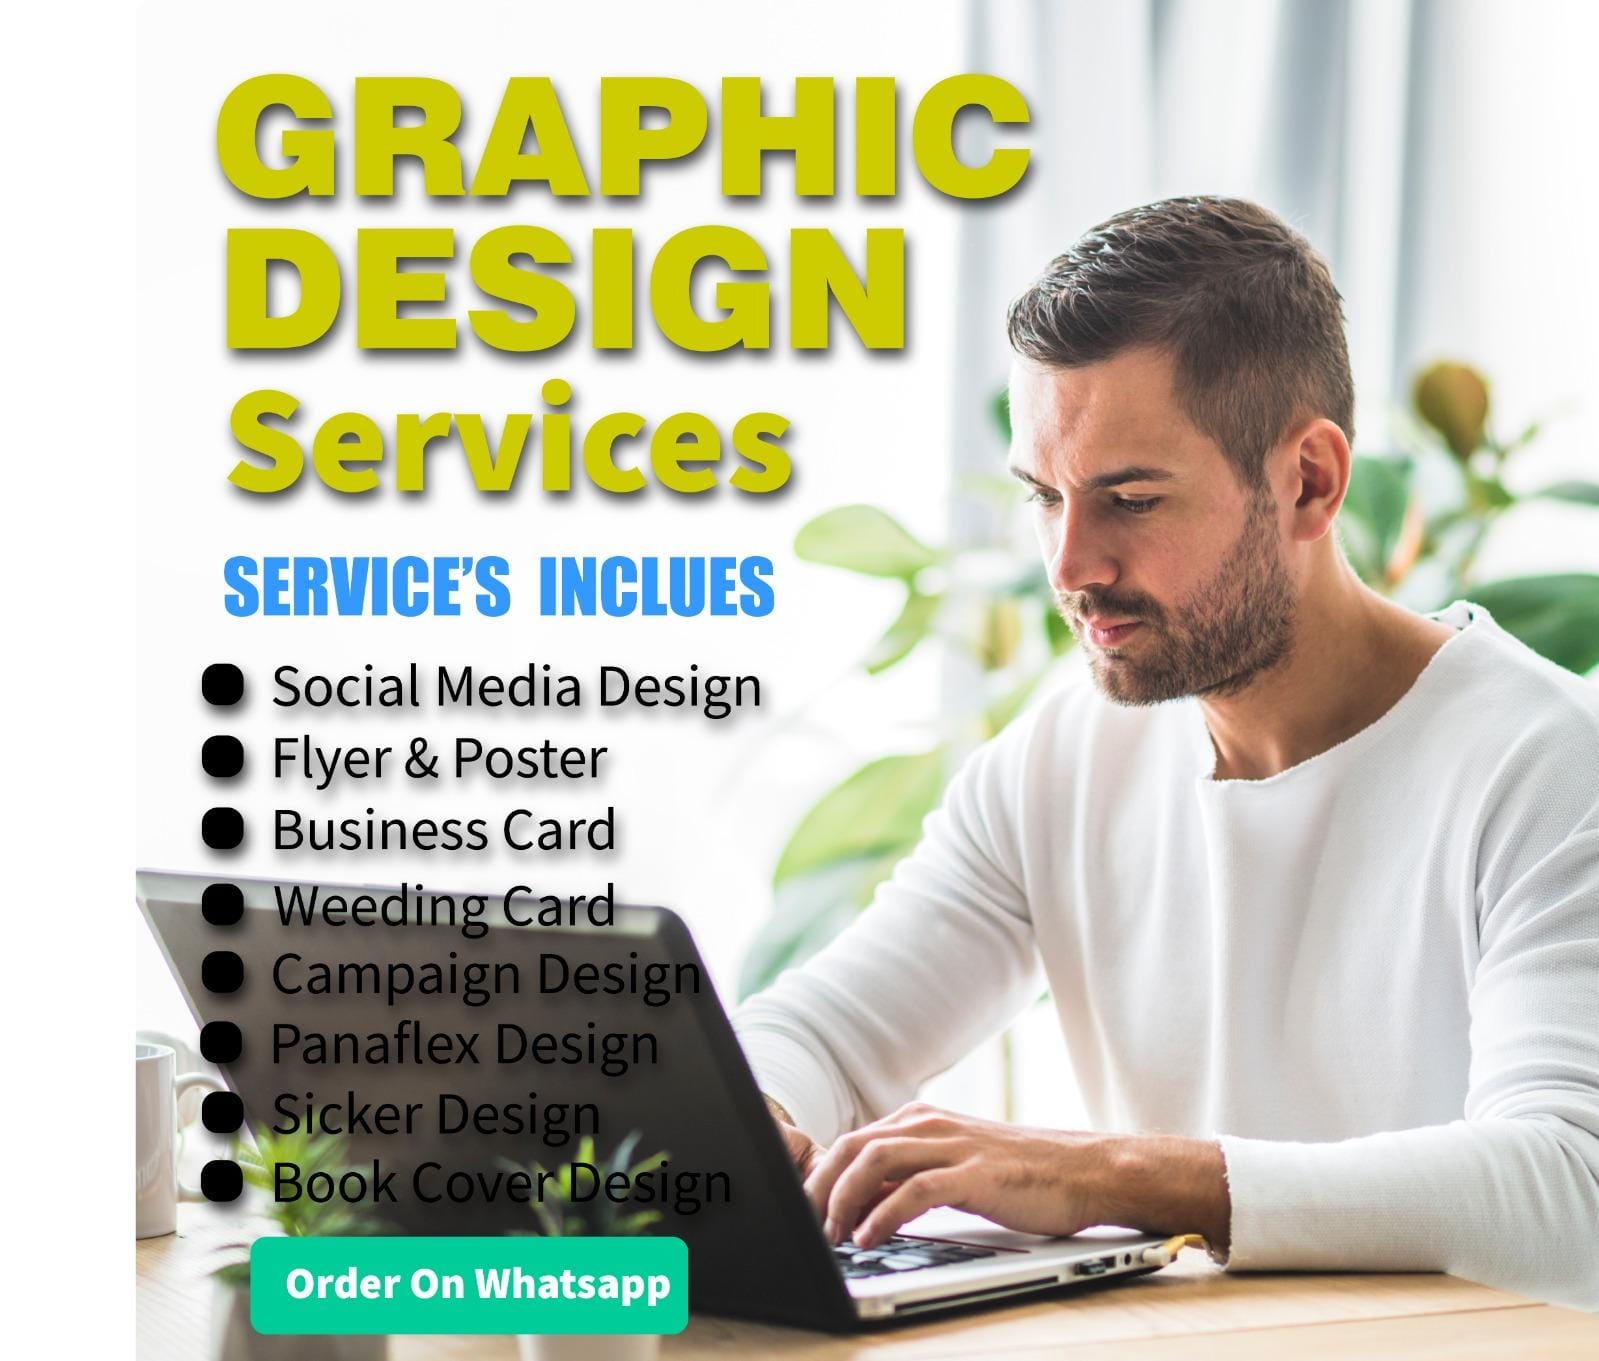 GRAPHIC
DESIGN
Services
SERVICE'S INCLUES
Social Media Design
Flyer & Poster
Business Card
Weeding Card
Campaign Design
Panaflex Design
Sicker Design
Book Cover Design
Order On Whatsapp